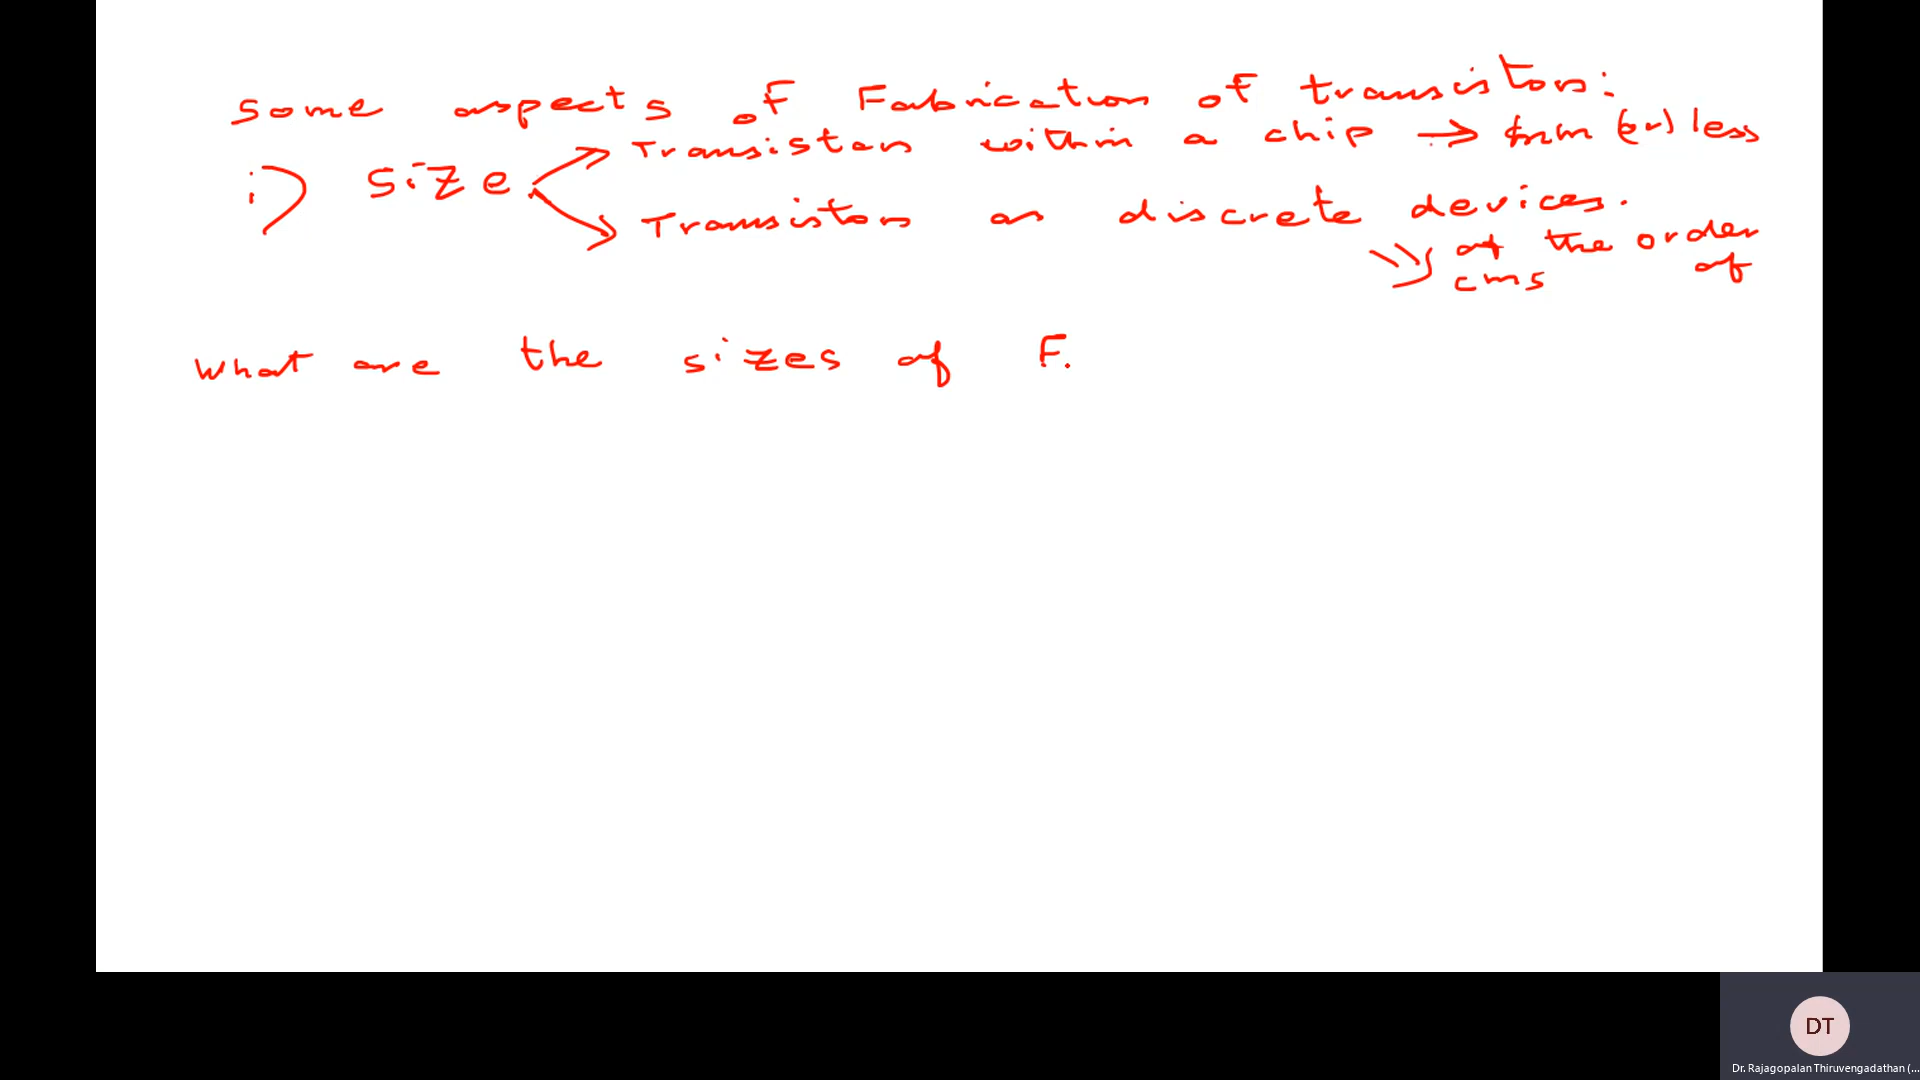 Some aspects of Fabrication of transistors:
i) Size Transistors within a chip → nm (or) less
Transistors as discrete devices.
of the order of
cms
What are the sizes of E.
DT
Dr. Rajagopalan Thiruvengadathan (...